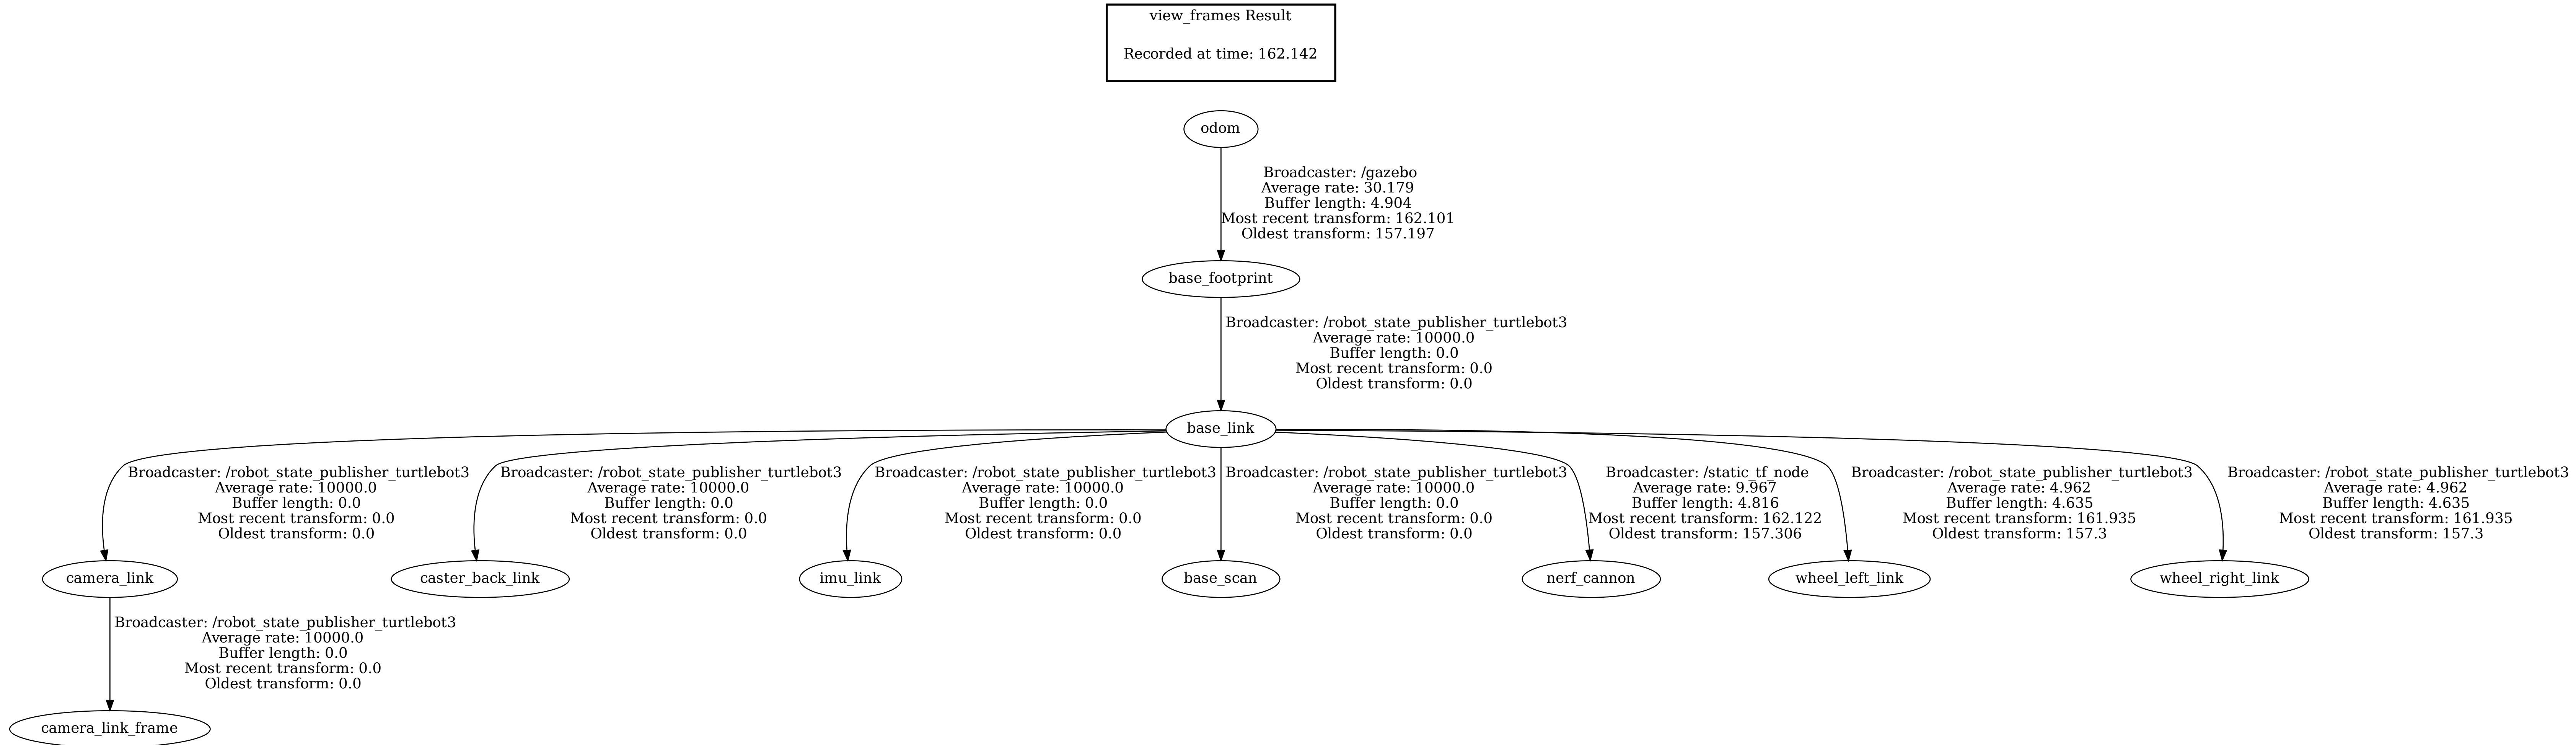 view_frames Result
Recorded at time: 162.142
odom
Broadcaster: /gazebo
Average rate: 30.179
Buffer length: 4.904
Most recent transform: 162.101
Oldest transform: 157.197
base_footprint
Broadcaster: /robot_state_publisher_turtlebot3
Average rate: 10000.0
Buffer length: 0.0
Most recent transform: 0.0
Oldest transform: 0.0
base_link
Broadcaster: /robot_state_publisher_turtlebot3
Average rate: 10000.0
Buffer length: 0.0
Most recent transform: 0.0
Oldest transform: 0.0
Broadcaster: /robot_state_publisher_turtlebot3
Average rate: 10000.0
Buffer length: 0.0
Most recent transform: 0.0
Oldest transform: 0.0
Broadcaster: /robot_state_publisher_turtlebot3
Average rate: 10000.0
Buffer length: 0.0
Most recent transform: 0.0
Oldest transform: 0.0
Broadcaster: /robot_state_publisher_turtlebot3
Average rate: 10000.0
Buffer length: 0.0
Most recent transform: 0.0
Oldest transform: 0.0
Broadcaster: /static_tf_node
Average rate: 9.967
Buffer length: 4.816
Most recent transform: 162.122
Oldest transform: 157.306
Broadcaster: /robot_state_publisher_turtlebot3
Average rate: 4.962
Buffer length: 4.635
Most recent transform: 161.935
Oldest transform: 157.3
Broadcaster: /robot_state_publisher_turtlebot3
Average rate: 4.962
Buffer length: 4.635
Most recent transform: 161.935
Oldest transform: 157.3
camera_link
caster_back_link
imu_link
base_scan
nerf_cannon
wheel_left_link
wheel_right_link
Broadcaster: /robot_state_publisher_turtlebot3
Average rate: 10000.0
Buffer length: 0.0
Most recent transform: 0.0
Oldest transform: 0.0
camera_link_frame